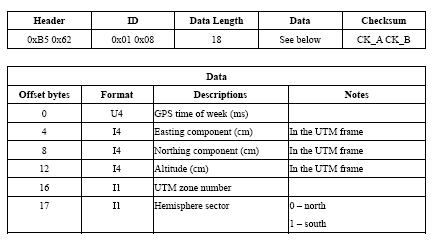 Header ID Data Length Data Checksum
0xB5 0x62 0x01 0x08 18 See below CK_A CK_B
Data
Offset bytes Format Descriptions Notes
0 U4 GPS time of week (ms)
4 I4 Easting component (cm) In the UTM frame
8 I4 Northing component (cm) In the UTM frame
12 I4 Altitude (cm) In the UTM frame
16 I1 UTM zone number
17 I1 Hemisphere sector 0 – north
1 – south